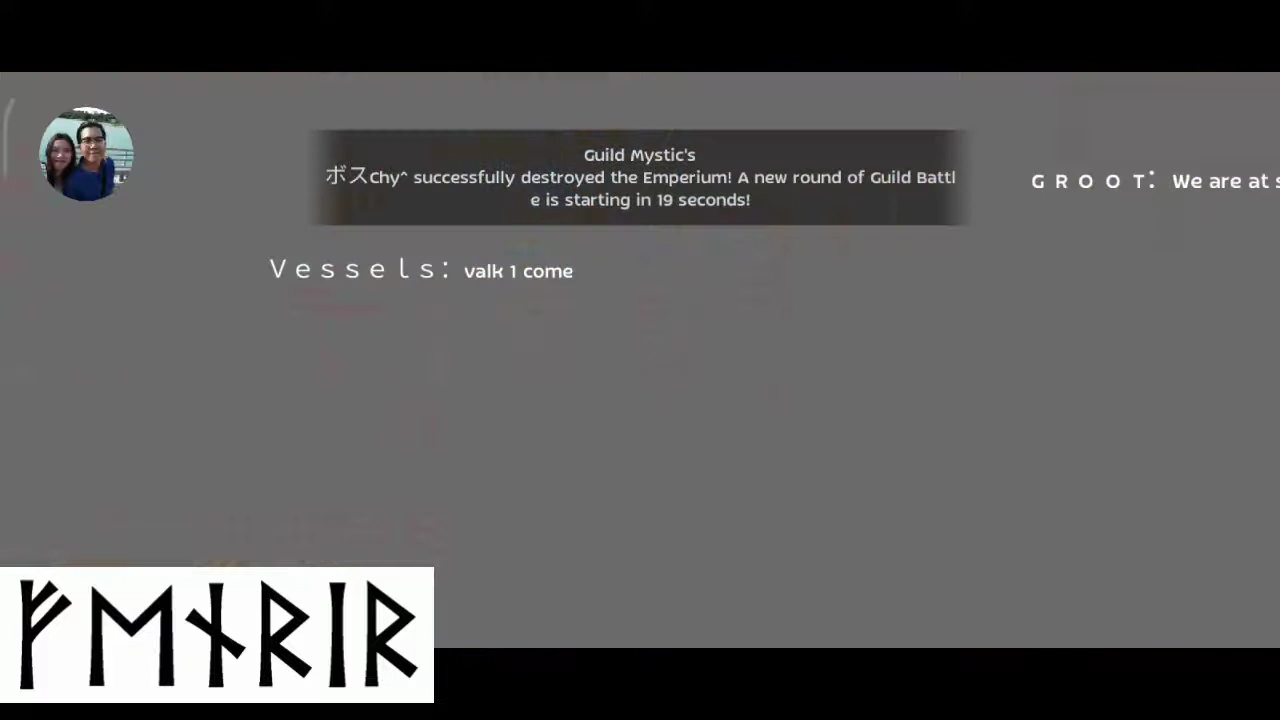 Guild Mystic's
ボスChy^ successfully destroyed the Emperium! A new round of Guild Battl
e is starting in 19 seconds!
G R O O T: We are at s
V e s s e l s: valk 1 come
ᚠᛖᚾᚱᛁᚱ